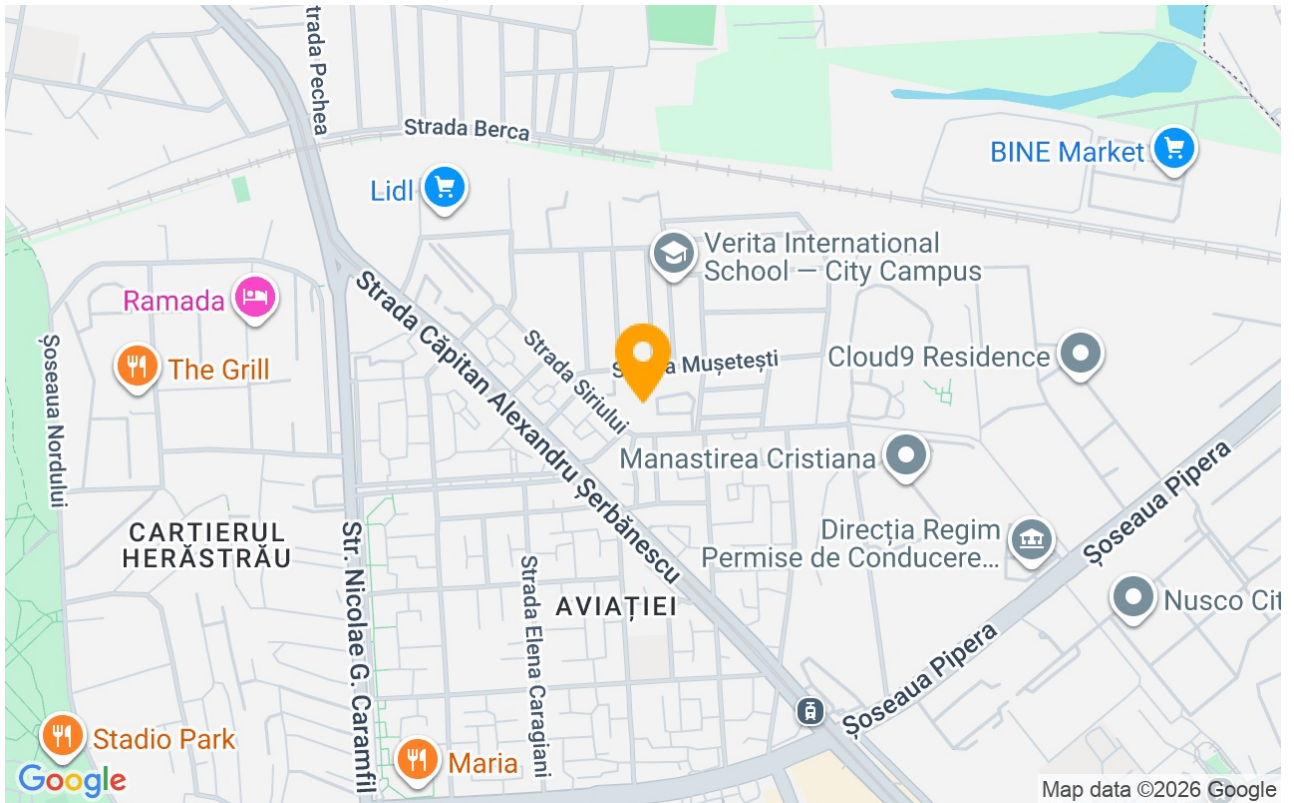 trada Pechea
Strada Berca
BINE Market
Lidl
Verita International
School — City Campus
Ramada
The Grill
Strada Căpitan Alexandru Șerbănescu
Strada Siriului
a Mușetești
Cloud9 Residence
Șoseaua Nordului
Manastirea Cristiana
Șoseaua Pipera
CARTIERUL
HERĂSTRĂU
Str. Nicolae G. Caramfil
Direcția Regim
Permise de Conducere...
Strada Elena Caragiani
AVIAȚIEI
Nusco Cit
Șoseaua Pipera
Stadio Park
Maria
Google
Map data ©2026 Google